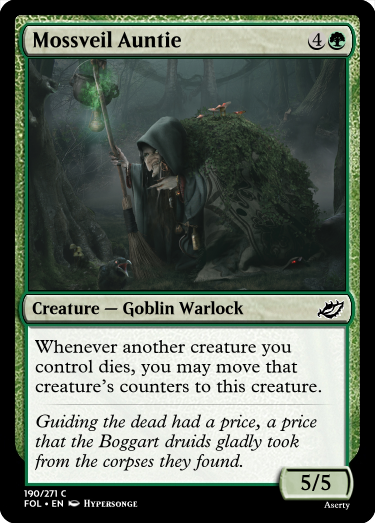 Mossveil Auntie 4
Creature — Goblin Warlock
Whenever another creature you
control dies, you may move that
creature's counters to this creature.
Guiding the dead had a price, a price
that the Boggart druids gladly took
from the corpses they found.
5/5
190/271 C
FOL • EN HYPERSONGE
Aserty